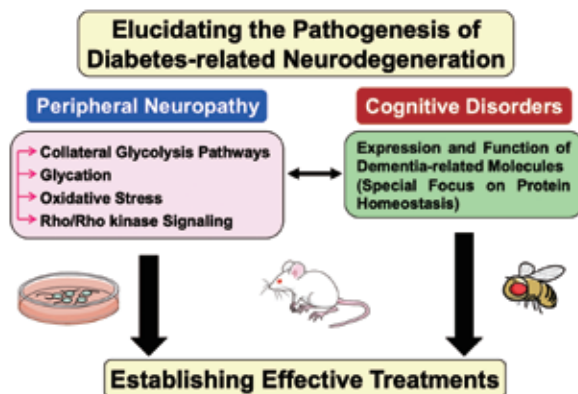 Elucidating the Pathogenesis of
Diabetes-related Neurodegeneration
Peripheral Neuropathy
Collateral Glycolysis Pathways
Glycation
Oxidative Stress
Rho/Rho kinase Signaling
Cognitive Disorders
Expression and Function of
Dementia-related Molecules
(Special Focus on Protein
Homeostasis)
Establishing Effective Treatments